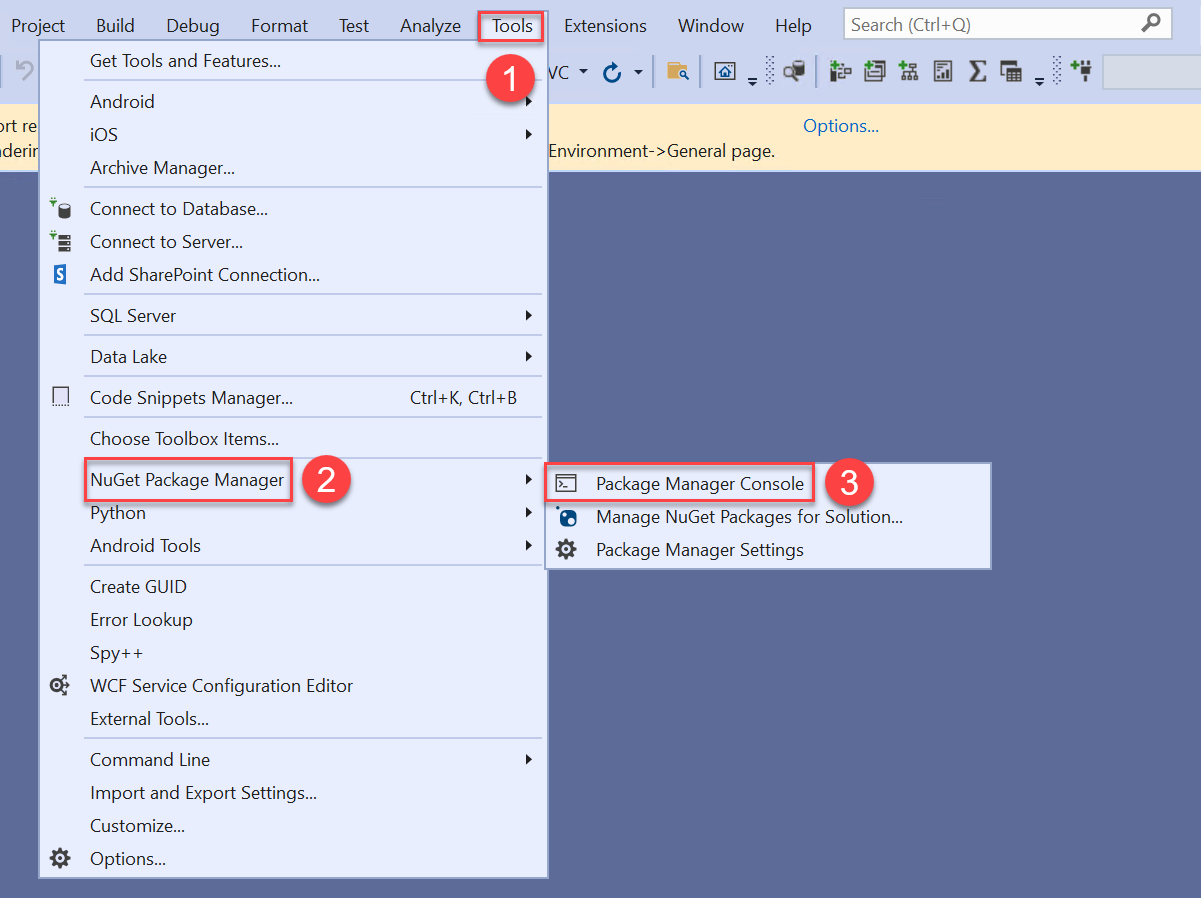 Project Build Debug Format Test Analyze Tools Extensions Window Help Search (Ctrl+Q)
1
VC
Get Tools and Features...
Android
iOS
Archive Manager...
ort re
Options...
Environment->General page.
Connect to Database...
Connect to Server...
Add SharePoint Connection...
SQL Server
Data Lake
Code Snippets Manager... Ctrl+K, Ctrl+B
Choose Toolbox Items...
NuGet Package Manager 2
Python
Android Tools
Create GUID
Error Lookup
Spy++
WCF Service Configuration Editor
External Tools...
Command Line
Import and Export Settings...
Customize...
Options...
Package Manager Console 3
Manage NuGet Packages for Solution...
Package Manager Settings